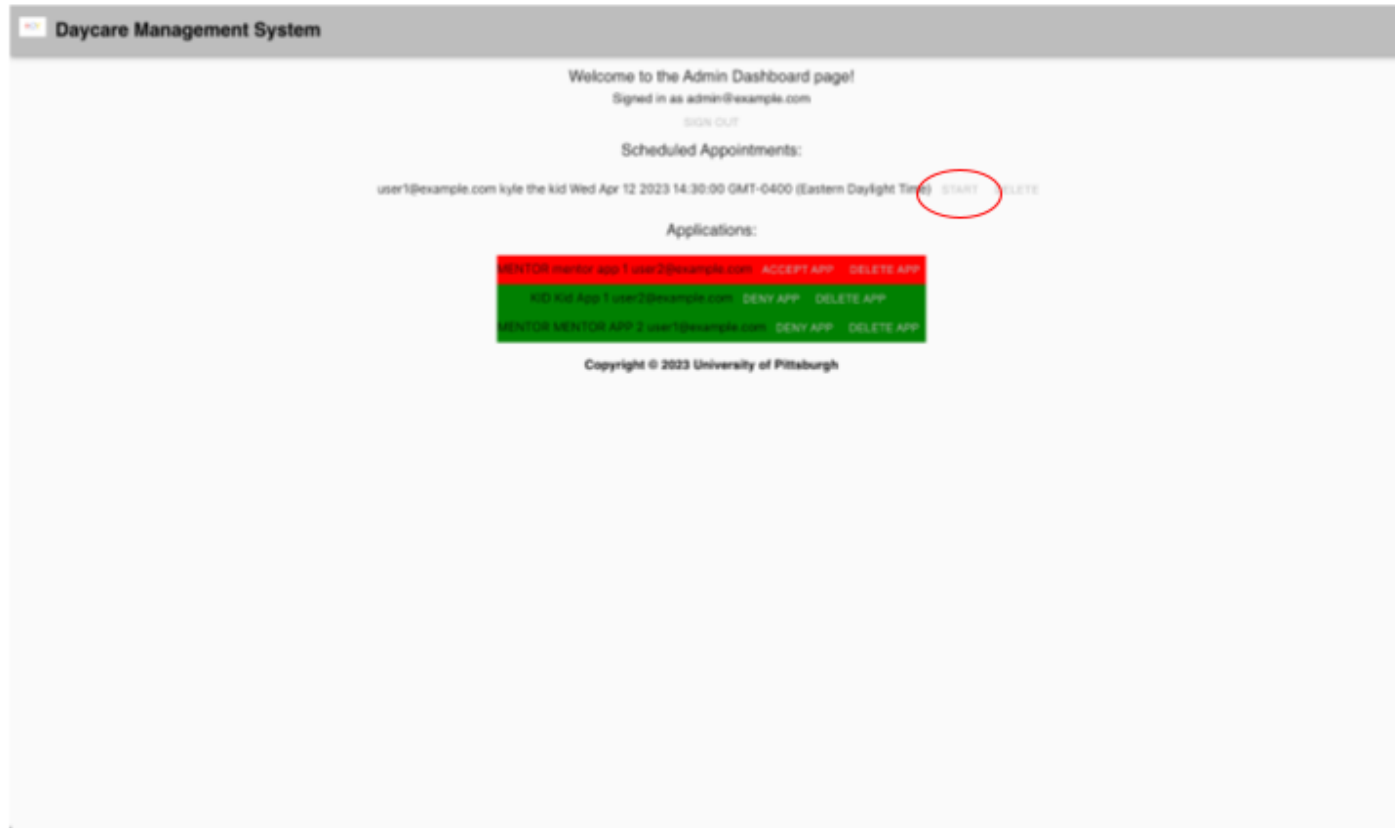 Daycare Management System
Welcome to the Admin Dashboard page!
Signed in as admin@example.com
SIGN OUT
Scheduled Appointments:
user1@example.com kyle the kid Wed Apr 12 2023 14:30:00 GMT-0400 (Eastern Daylight Time) START DELETE
Applications:
MENTOR mentor app 1 user2@example.com ACCEPT APP DELETE APP
KID Kid App 1 user2@example.com DENY APP DELETE APP
MENTOR MENTOR APP 2 user1@example.com DENY APP DELETE APP
Copyright © 2023 University of Pittsburgh